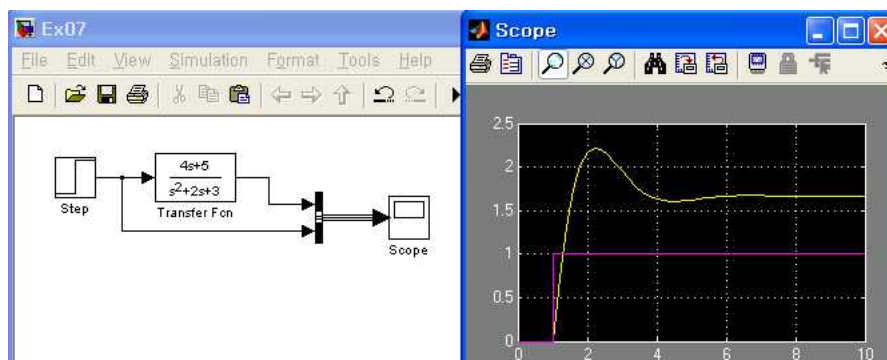 Ex07
File Edit View Simulation Format Tools Help
4s+5
s²+2s+3
Step
Transfer Fcn
Scope
Scope
2.5
2
1.5
1
0.5
0
0 2 4 6 8 10